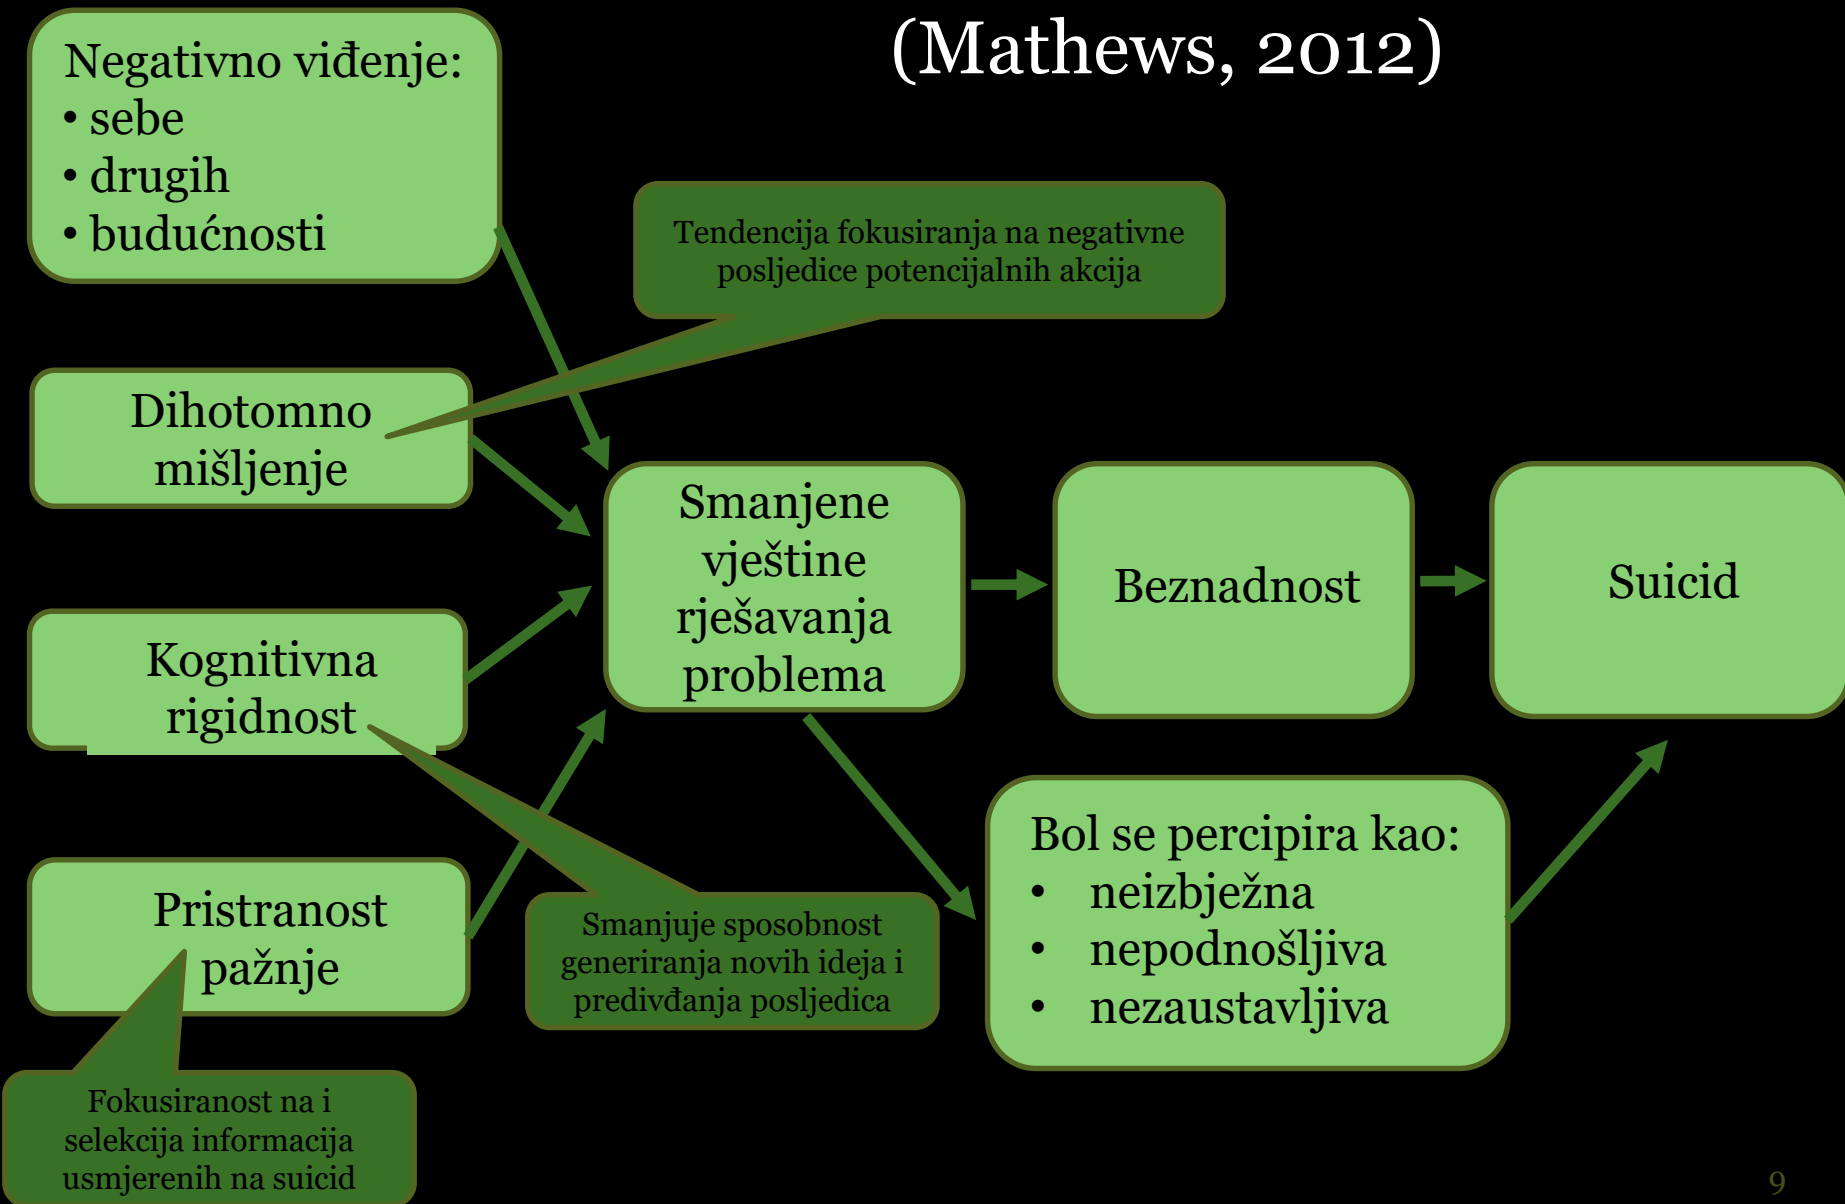 (Mathews, 2012)
Negativno viđenje:
• sebe
• drugih
• budućnosti
Tendencija fokusiranja na negativne
posljedice potencijalnih akcija
Dihotomno
mišljenje
Kognitivna
rigidnost
Pristranost
pažnje
Smanjene
vještine
rješavanja
problema
Beznadnost
Suicid
Smanjuje sposobnost
generiranja novih ideja i
predivđanja posljedica
Bol se percipira kao:
• neizbježna
• nepodnošljiva
• nezaustavljiva
Fokusiranost na i
selekcija informacija
usmjerenih na suicid
9